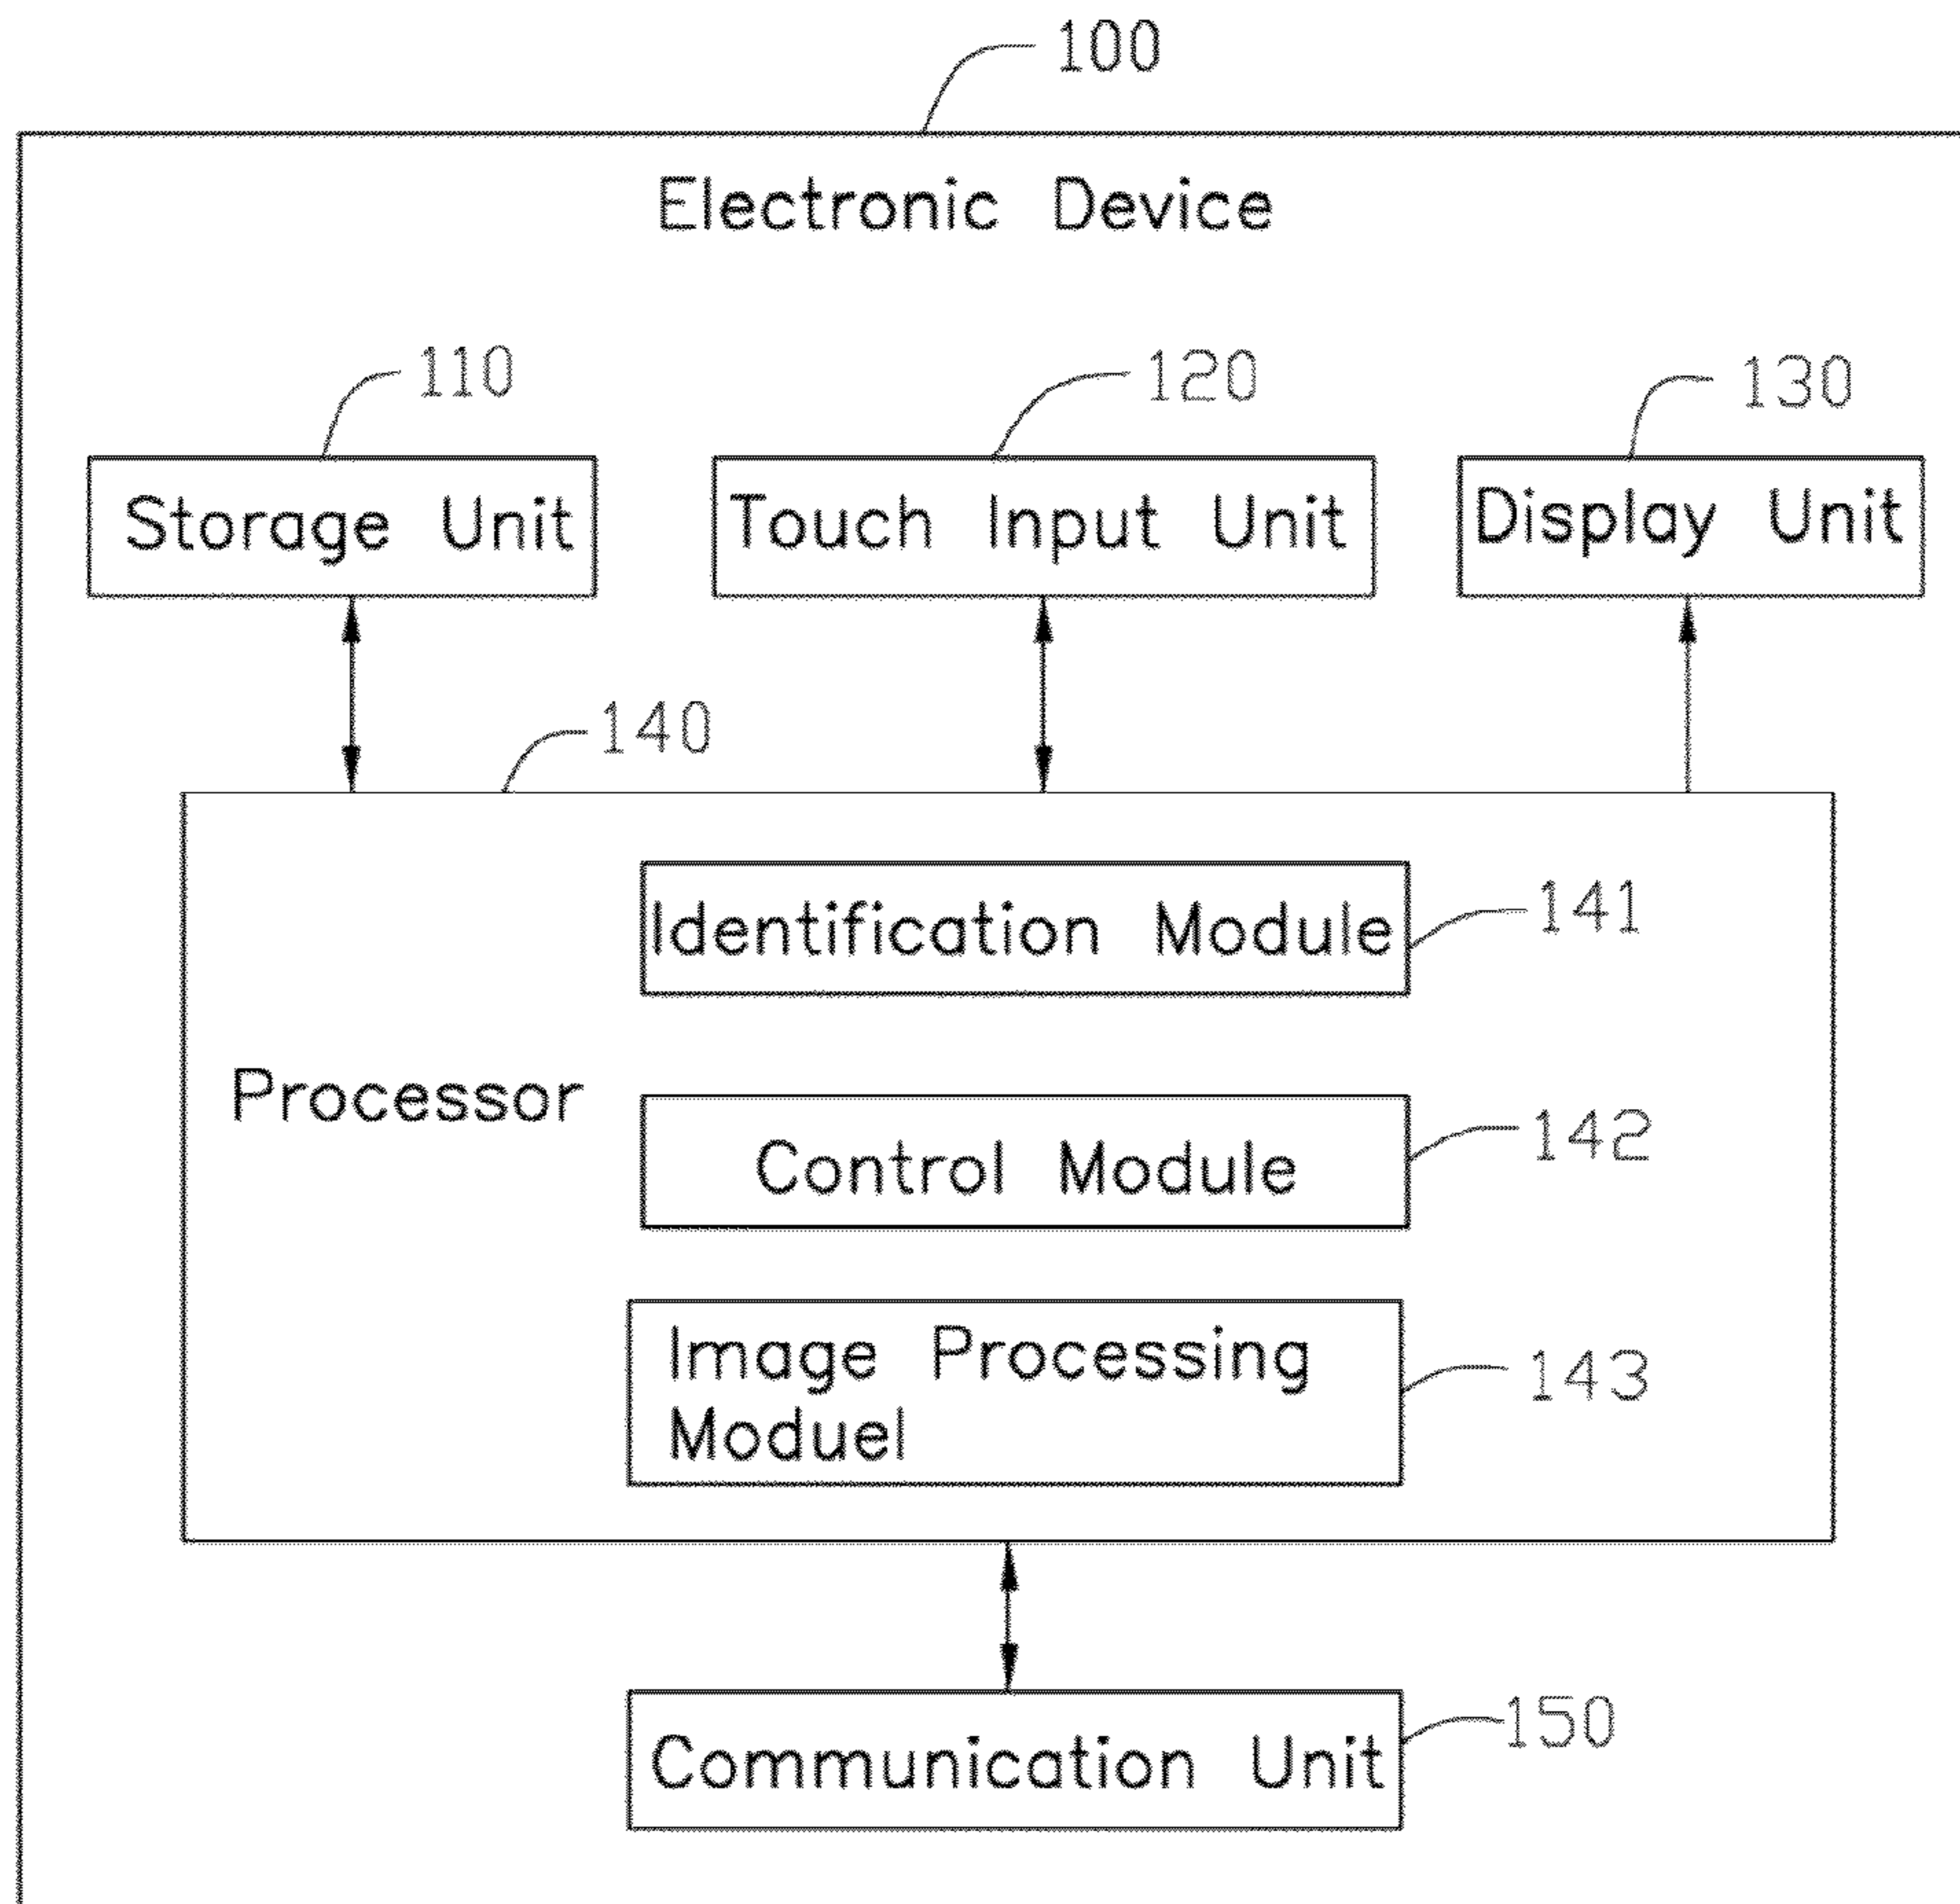 100
Electronic Device
110
120
130
Storage Unit
Touch Input Unit
Display Unit
140
Identification Module
141
Processor
Control Module
142
Image Processing
Moduel
143
Communication Unit
150